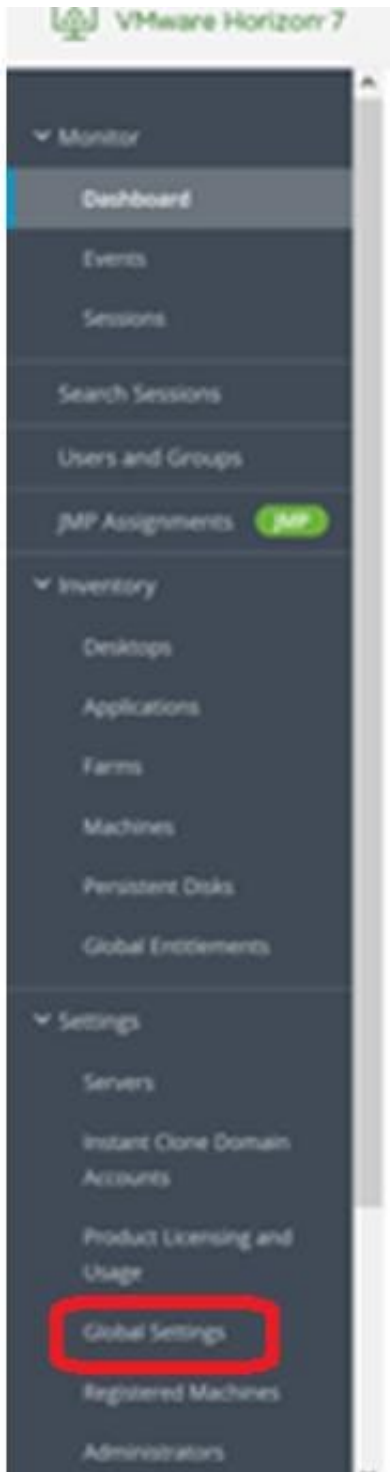 VMware Horizon 7
Monitor
Dashboard
Events
Sessions
Search Sessions
Users and Groups
JMP Assignments JMP
Inventory
Desktops
Applications
Farms
Machines
Persistent Disks
Global Entitlements
Settings
Servers
Instant Clone Domain
Accounts
Product Licensing and
Usage
Global Settings
Registered Machines
Administrators